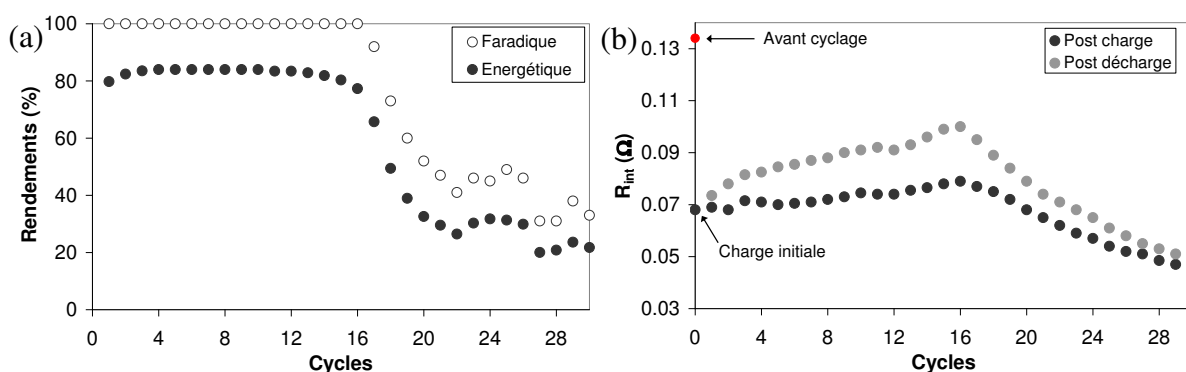 (a)
Rendements (%)
100
80
60
40
20
0
0 4 8 12 16 20 24 28
Cycles
Faradique
Energétique
(b)
R_int (Ω)
0.13
0.11
0.09
0.07
0.05
0.03
0 4 8 12 16 20 24 28
Cycles
Avant cyclage
Post charge
Post décharge
Charge initiale